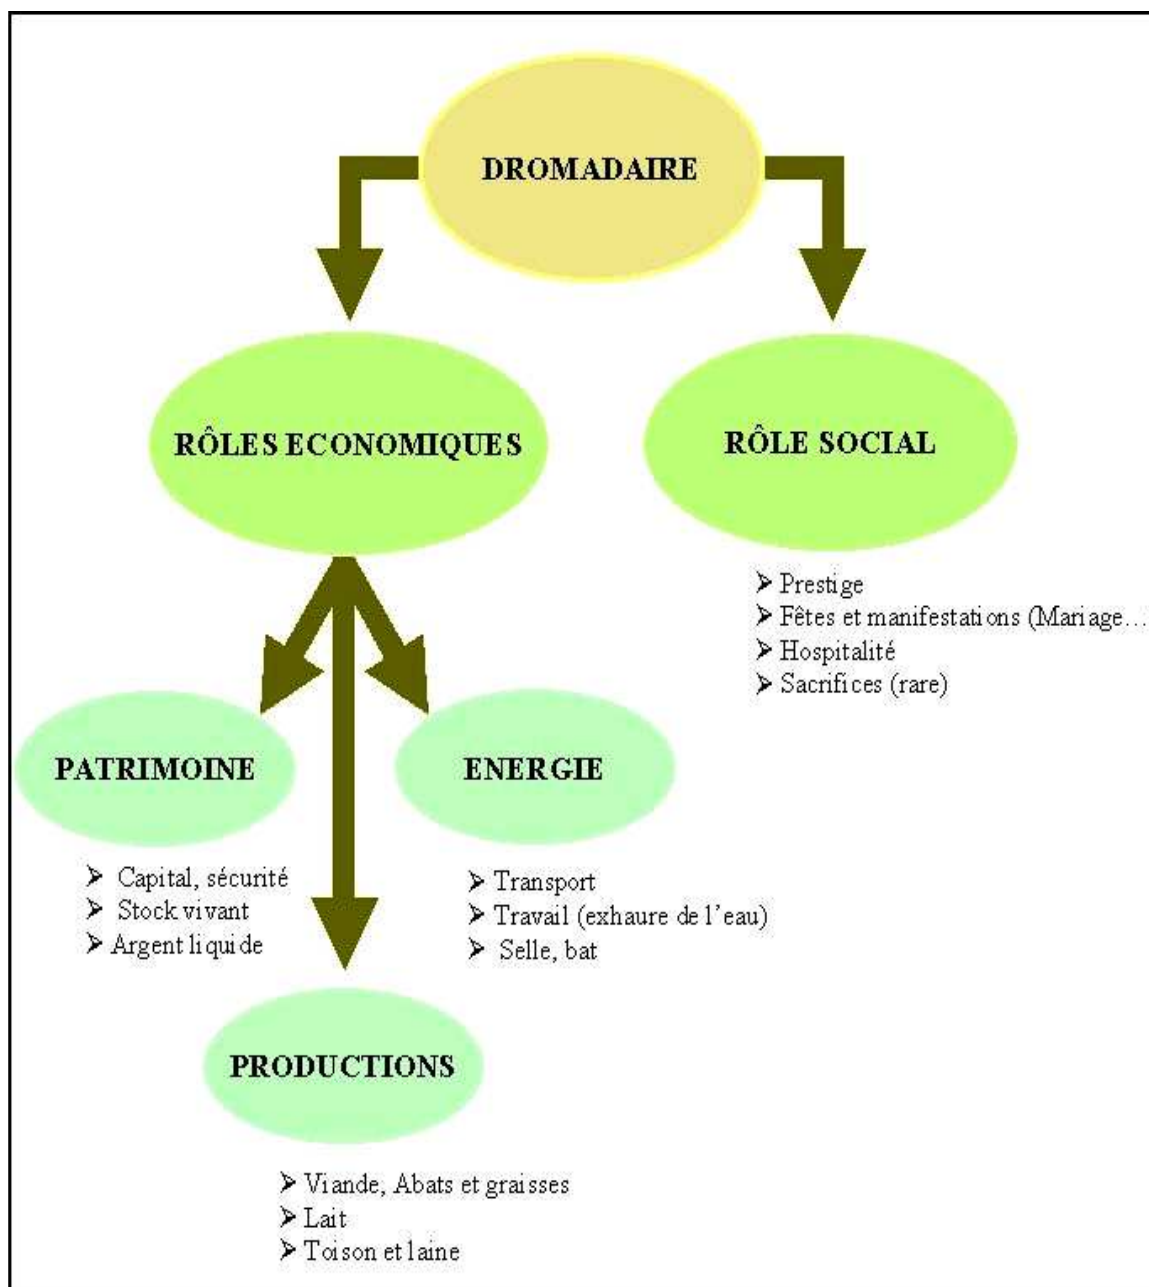 DROMADAIRE
RÔLES ECONOMIQUES
RÔLE SOCIAL
➢ Prestige
➢ Fêtes et manifestations (Mariage…
➢ Hospitalité
➢ Sacrifices (rare)
PATRIMOINE
➢ Capital, sécurité
➢ Stock vivant
➢ Argent liquide
ENERGIE
➢ Transport
➢ Travail (exhaure de l'eau)
➢ Selle, bat
PRODUCTIONS
➢ Viande, Abats et graisses
➢ Lait
➢ Toison et laine